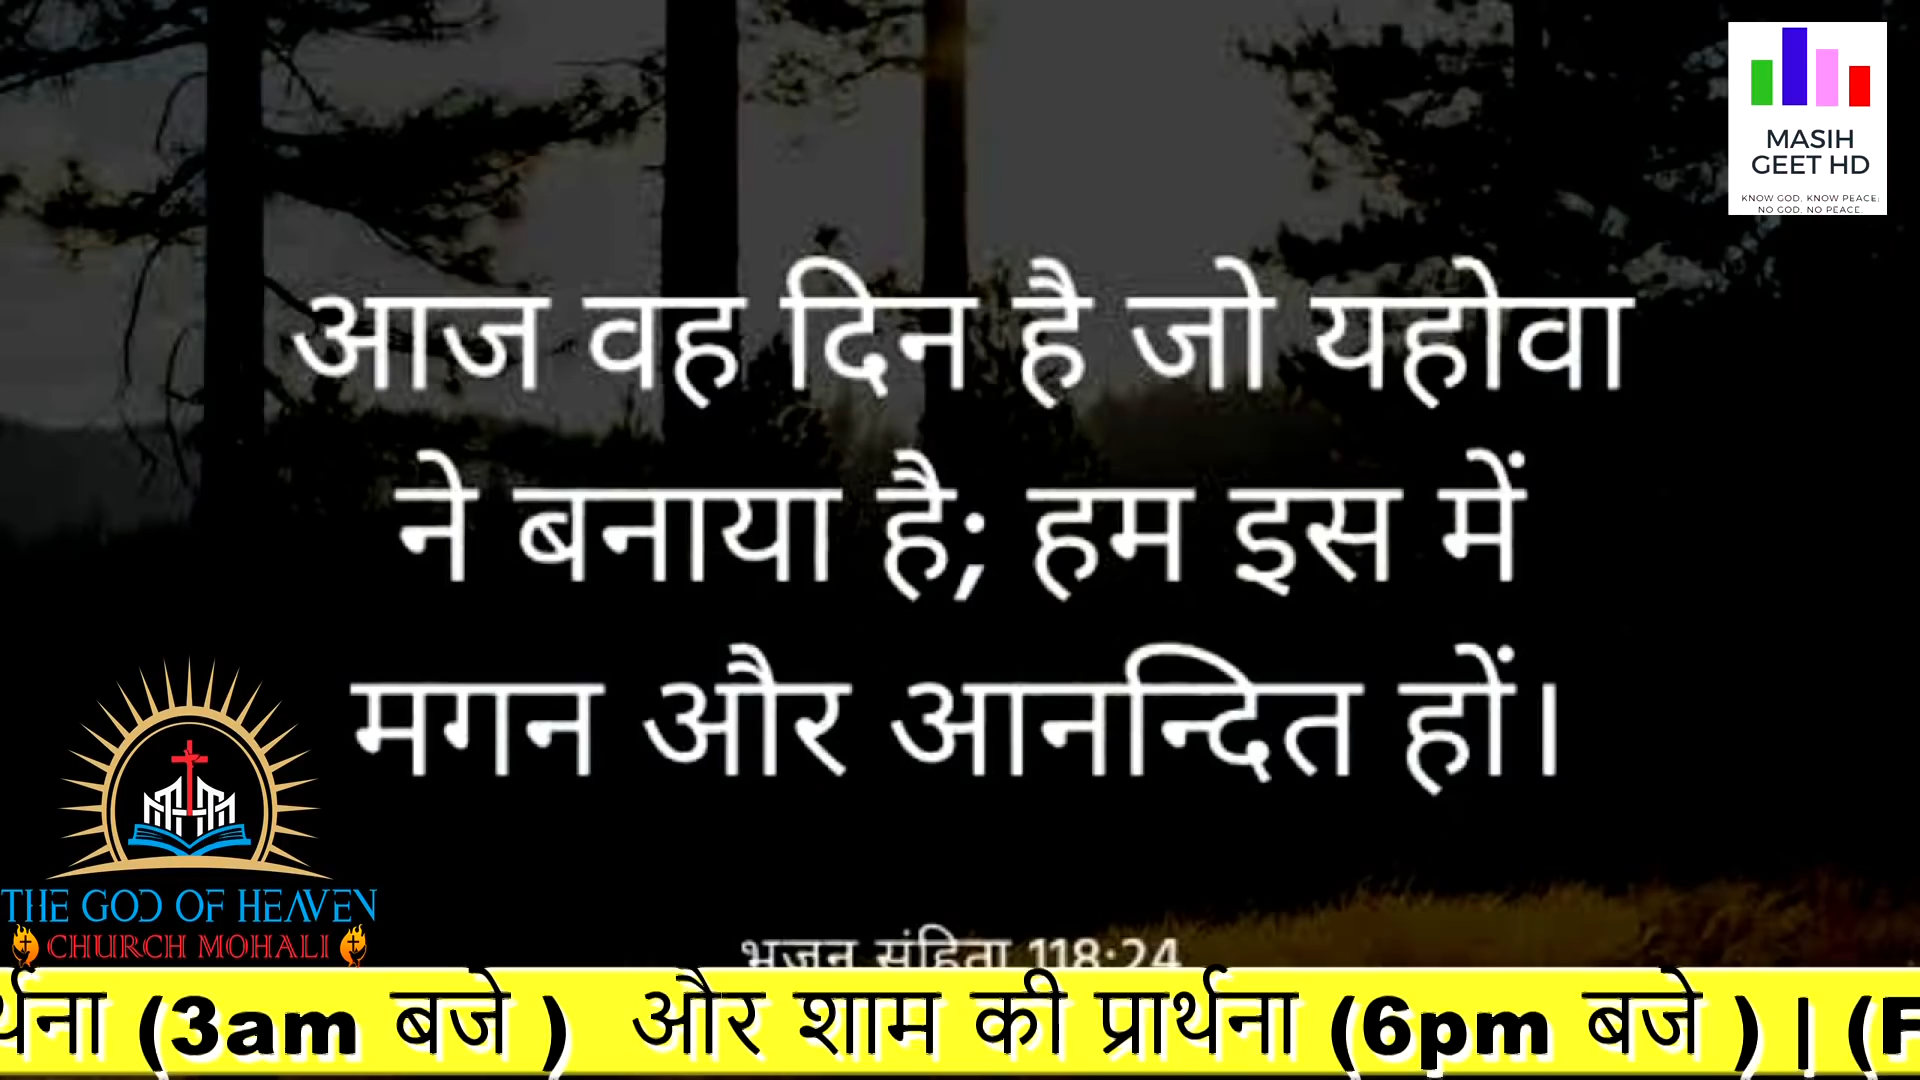 MASIH
GEET HD
KNOW GOD, KNOW PEACE;
NO GOD, NO PEACE.
आज वह दिन है जो यहोवा
ने बनाया है; हम इस में
मगन और आनन्दित हों।
THE GOD OF HEAVEN
CHURCH MOHALI
भजन संहिता 118:24
र्थना (3am बजे ) और शाम की प्रार्थना (6pm बजे ) | (F